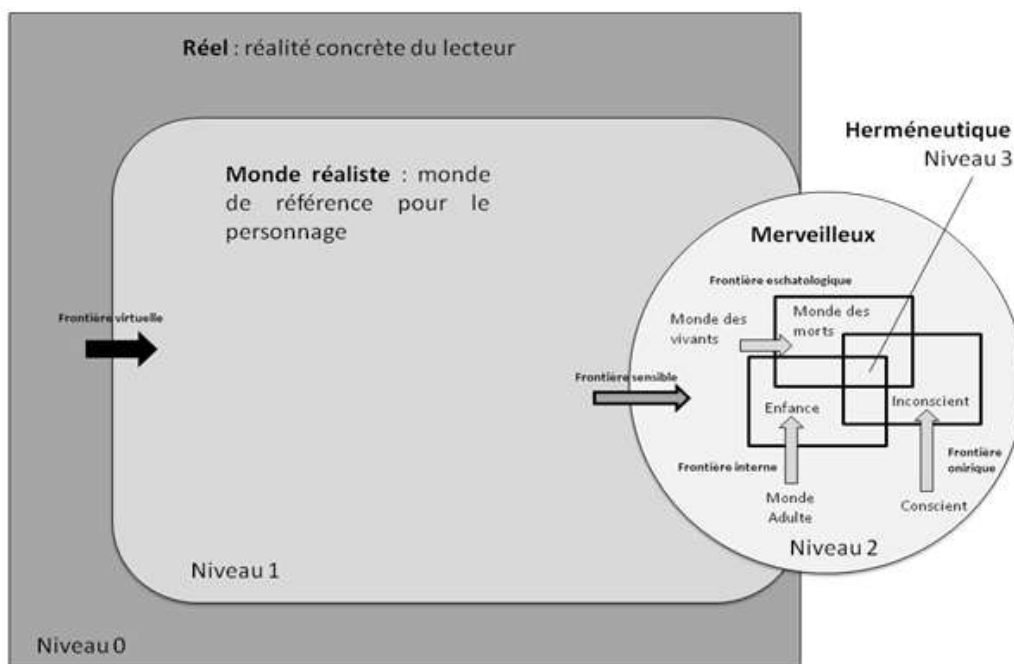 Réel : réalité concrète du lecteur
Herméneutique
Niveau 3
Monde réaliste : monde
de référence pour le
personnage
Merveilleux
Frontière eschatologique
Monde des
vivants
Monde des
morts
Frontière virtuelle
Frontière sensible
Enfance
Inconscient
Frontière interne
Frontière
onirique
Monde
Adulte
Conscient
Niveau 2
Niveau 1
Niveau 0